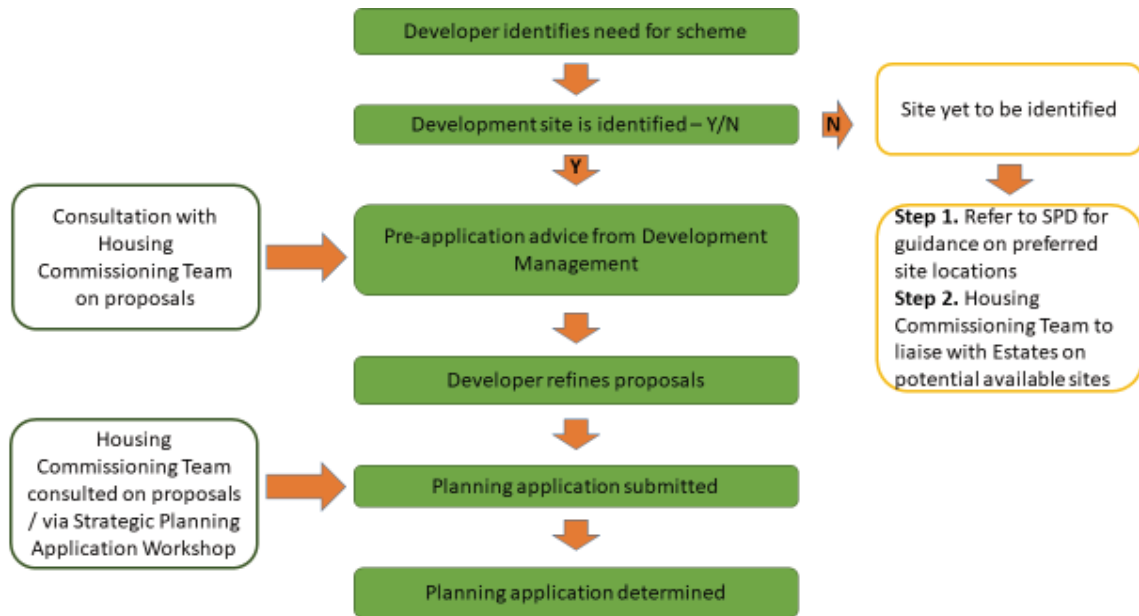 Developer identifies need for scheme
Development site is identified – Y/N
N
Site yet to be identified
Y
Consultation with
Housing
Commissioning Team
on proposals
Pre-application advice from Development
Management
Step 1. Refer to SPD for
guidance on preferred
site locations
Step 2. Housing
Commissioning Team to
liaise with Estates on
potential available sites
Developer refines proposals
Housing
Commissioning Team
consulted on proposals
/ via Strategic Planning
Application Workshop
Planning application submitted
Planning application determined